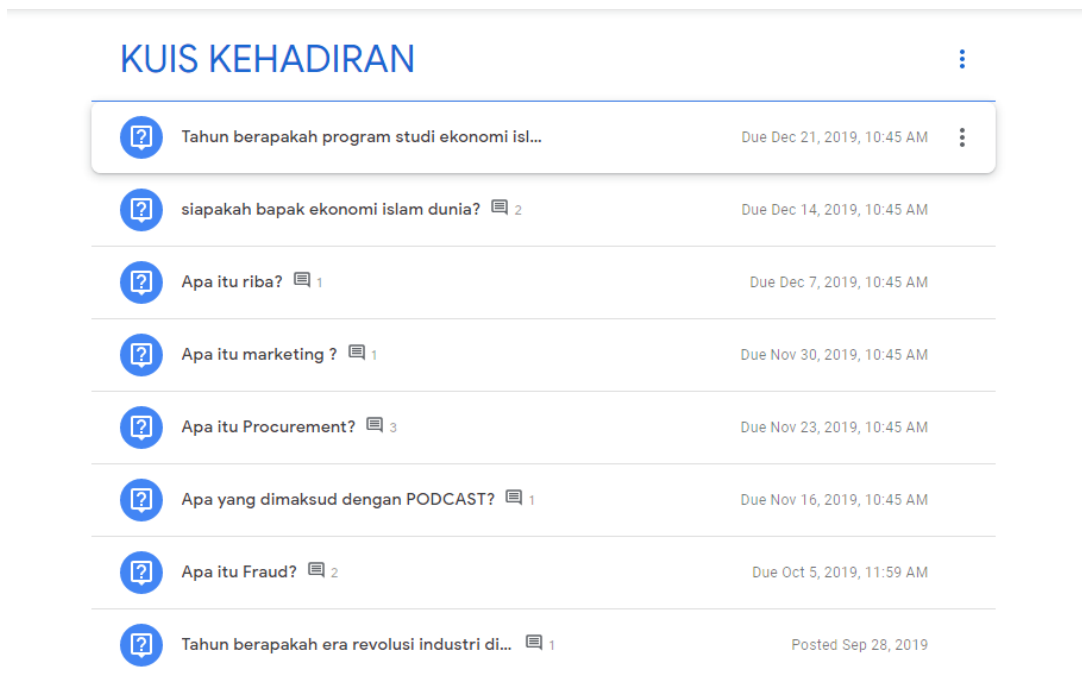 KUIS KEHADIRAN
Tahun berapakah program studi ekonomi isl... Due Dec 21, 2019, 10:45 AM
siapakah bapak ekonomi islam dunia? 2 Due Dec 14, 2019, 10:45 AM
Apa itu riba? 1 Due Dec 7, 2019, 10:45 AM
Apa itu marketing ? 1 Due Nov 30, 2019, 10:45 AM
Apa itu Procurement? 3 Due Nov 23, 2019, 10:45 AM
Apa yang dimaksud dengan PODCAST? 1 Due Nov 16, 2019, 10:45 AM
Apa itu Fraud? 2 Due Oct 5, 2019, 11:59 AM
Tahun berapakah era revolusi industri di... 1 Posted Sep 28, 2019